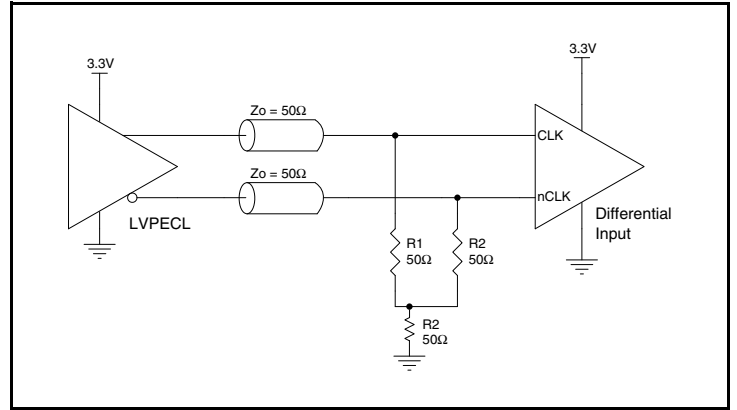 3.3V
3.3V
Zo = 50Ω
CLK
Zo = 50Ω
nCLK
LVPECL
Differential
Input
R1
50Ω
R2
50Ω
R2
50Ω